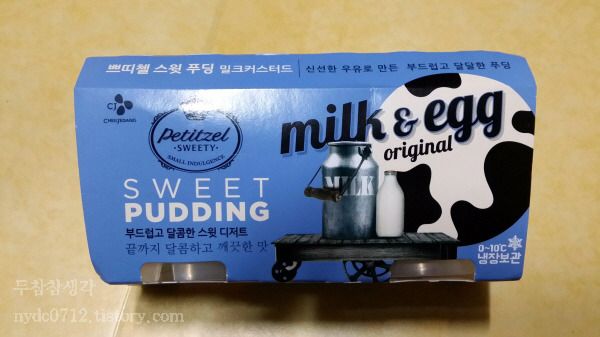 쁘띠첼 스윗 푸딩 밀크커스터드 | 신선한 우유로 만든 부드럽고 달달한 푸딩
CJ
CHEILJEDANG
Petitzel
·SWEETY·
SMALL INDULGENCE
milk & egg
original
MILK
SWEET
PUDDING
부드럽고 달콤한 스윗 디저트
끝까지 달콤하고 깨끗한 맛
0~10℃
냉장보관
무참참생각
nydc0712.tistory.com